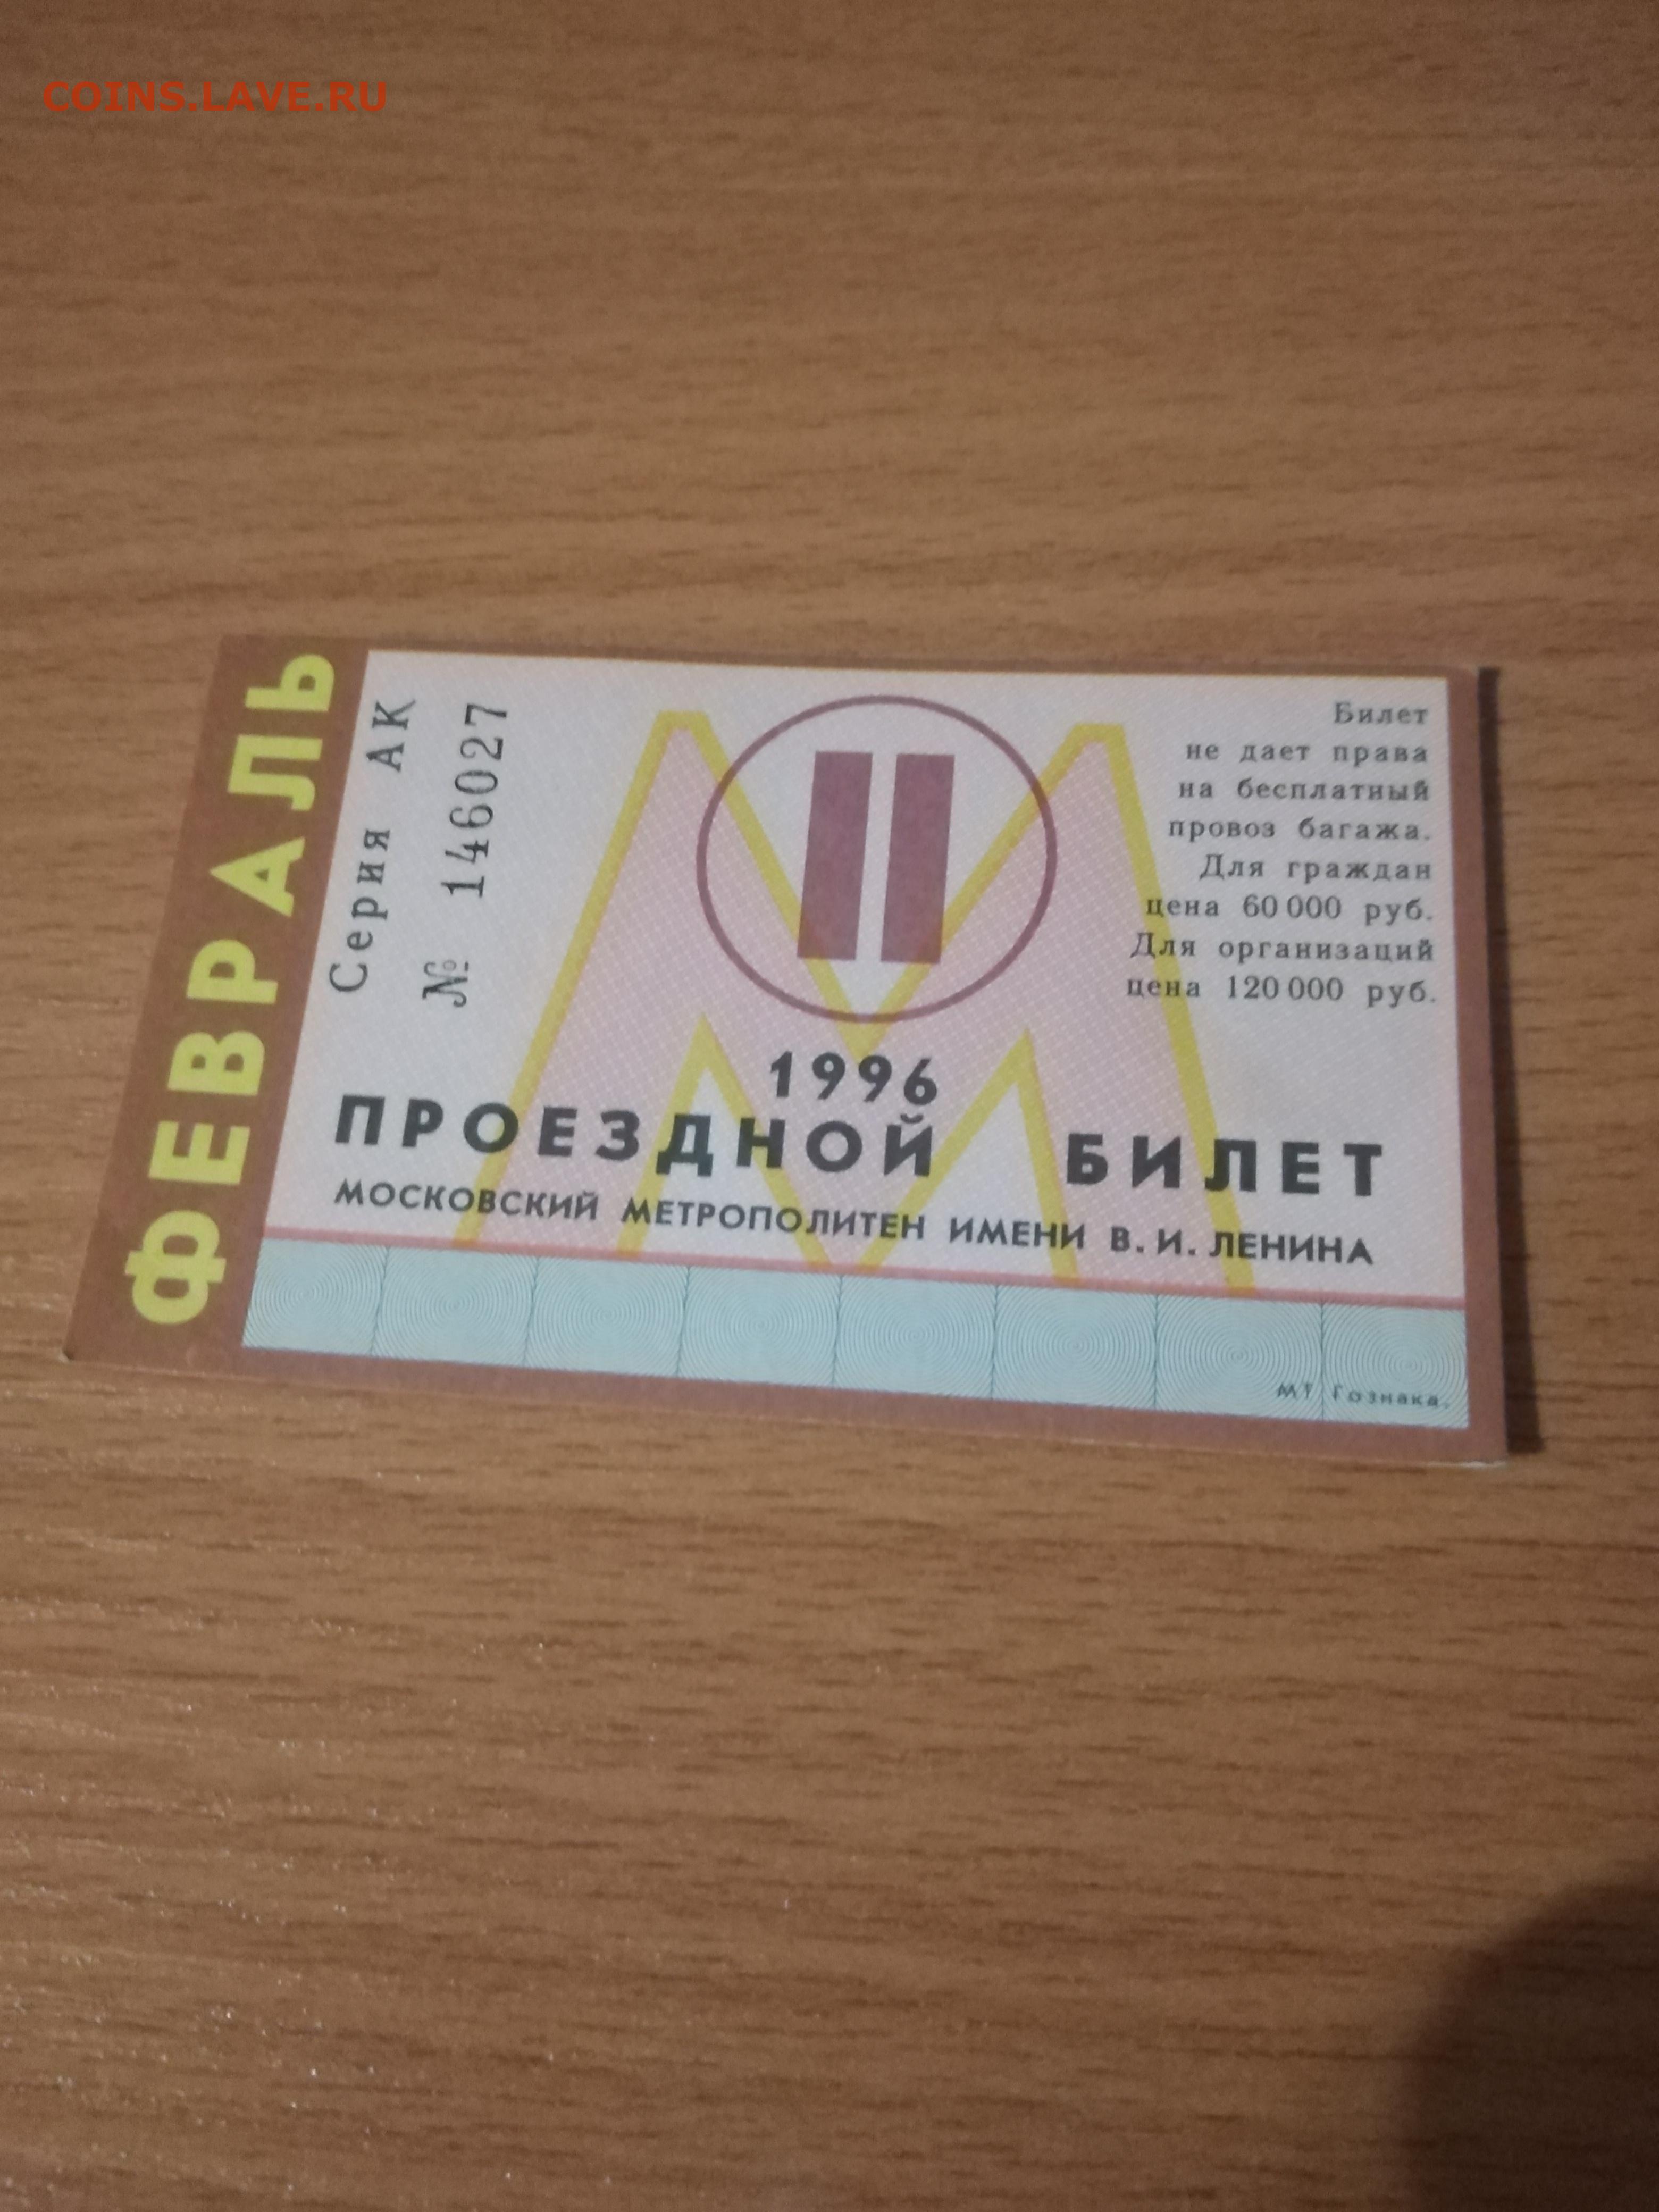 COINS.LAVE.RU
ФЕВРАЛЬ
Серия АК
№ 146027
II
Билет
не дает права
на бесплатный
провоз багажа.
Для граждан
цена 60 000 руб.
Для организаций
цена 120 000 руб.
1996
ПРОЕЗДНОЙ БИЛЕТ
МОСКОВСКИЙ МЕТРОПОЛИТЕН ИМЕНИ В. И. ЛЕНИНА
МТ Гознака.